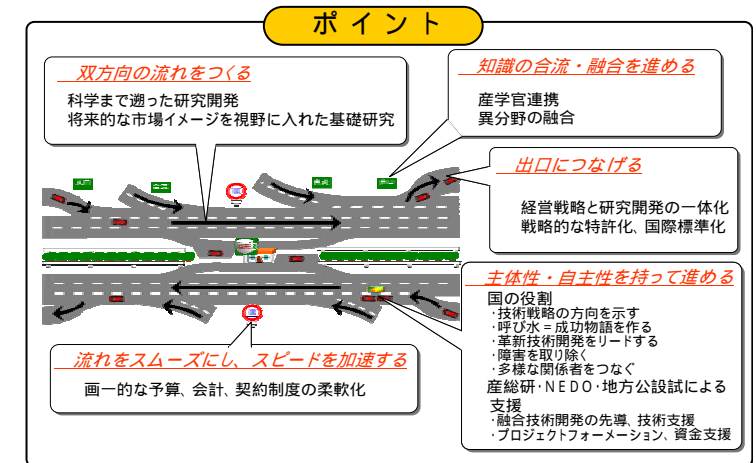 ポイント
双方向の流れをつくる
科学まで遡った研究開発
将来的な市場イメージを視野に入れた基礎研究
知識の合流・融合を進める
産学官連携
異分野の融合
出口につなげる
経営戦略と研究開発の一体化
戦略的な特許化、国際標準化
主体性・自主性を持って進める
国の役割
・技術戦略の方向を示す
・呼び水=成功物語を作る
・革新技術開発をリードする
・障害を取り除く
・多様な関係者をつなぐ
産総研・NEDO・地方公設試による
支援
・融合技術開発の先導、技術支援
・プロジェクトフォーメーション、資金支援
流れをスムーズにし、スピードを加速する
画一的な予算、会計、契約制度の柔軟化